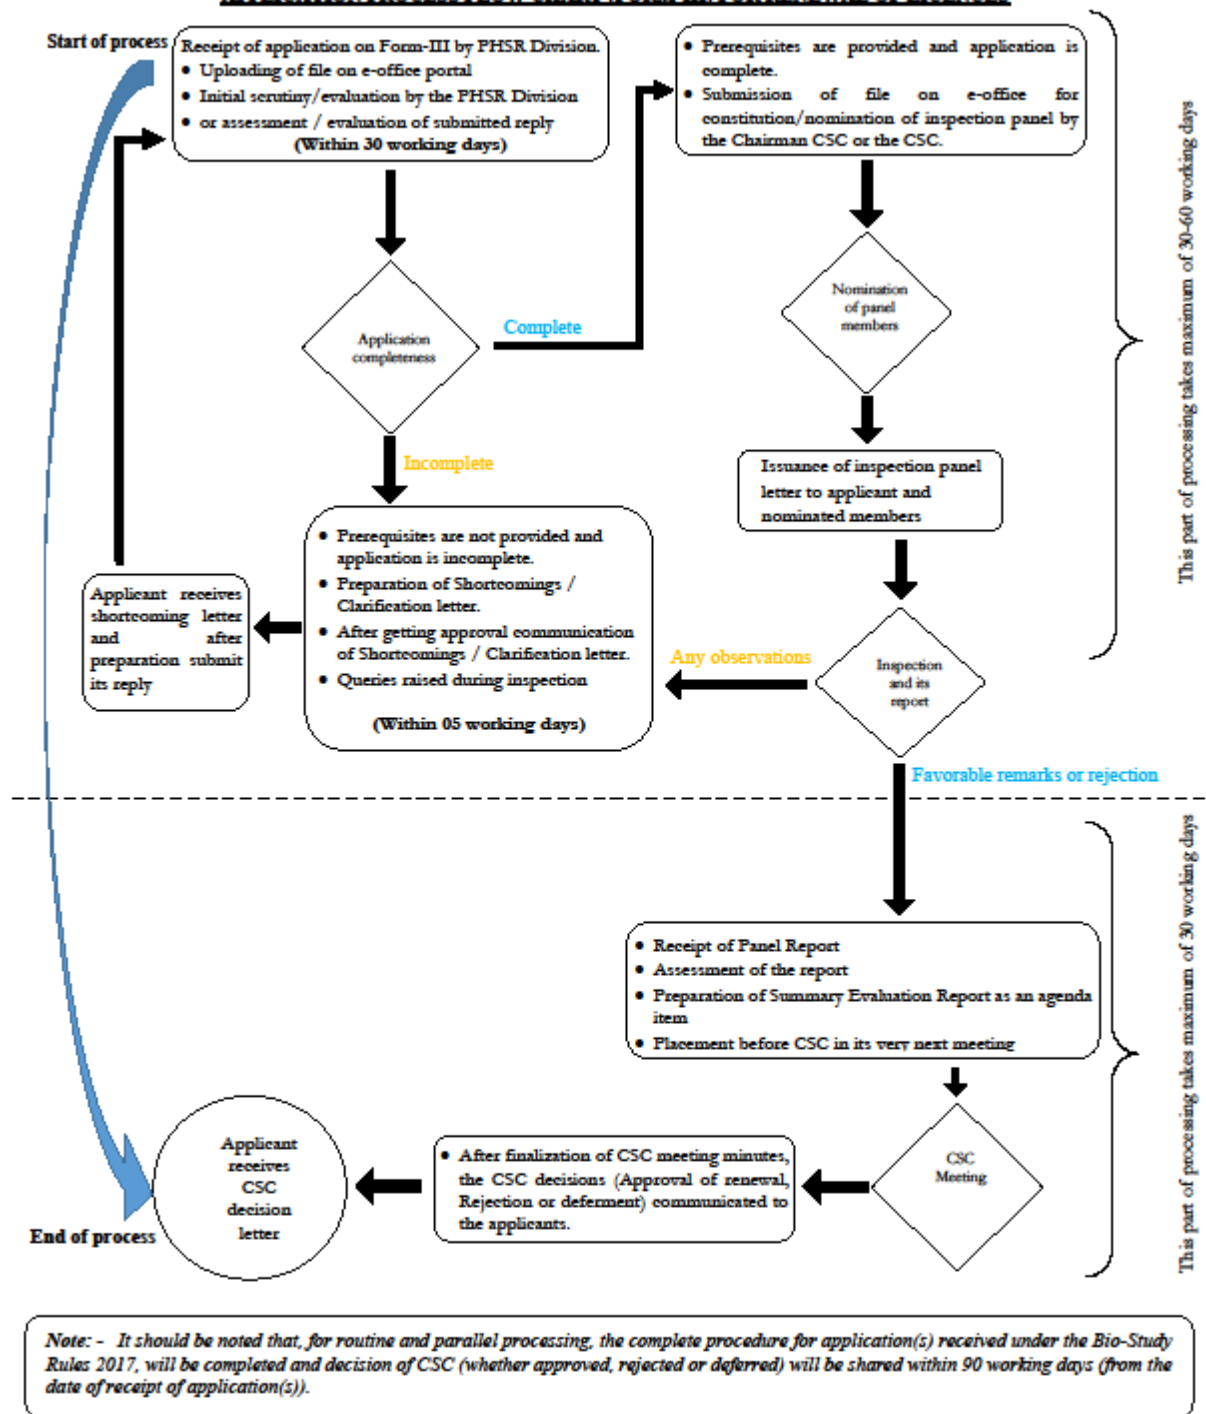 Start of process
Receipt of application on Form-III by PHSR Division.
• Uploading of file on e-office portal
• Initial scrutiny/evaluation by the PHSR Division
• or assessment / evaluation of submitted reply
(Within 30 working days)
• Prerequisites are provided and application is
complete.
• Submission of file on e-office for
constitution/nomination of inspection panel by
the Chairman CSC or the CSC.
This part of processing takes maximum of 30-60 working days
Application
completeness
Complete
Nomination
of panel
members
Incomplete
Issuance of inspection panel
letter to applicant and
nominated members
• Prerequisites are not provided and
application is incomplete.
• Preparation of Shortcomings /
Clarification letter.
• After getting approval communication
of Shortcomings / Clarification letter.
• Queries raised during inspection
(Within 05 working days)
Applicant receives
shortcoming letter
and after
preparation submit
its reply
Any observations
Inspection
and its
report
Favorable remarks or rejection
• Receipt of Panel Report
• Assessment of the report
• Preparation of Summary Evaluation Report as an agenda
item
• Placement before CSC in its very next meeting
This part of processing takes maximum of 30 working days
CSC
Meeting
• After finalization of CSC meeting minutes,
the CSC decisions (Approval of renewal,
Rejection or deferment) communicated to
the applicants.
Applicant
receives
CSC
decision
letter
End of process
Note: - It should be noted that, for routine and parallel processing, the complete procedure for application(s) received under the Bio-Study
Rules 2017, will be completed and decision of CSC (whether approved, rejected or deferred) will be shared within 90 working days (from the
date of receipt of application(s)).